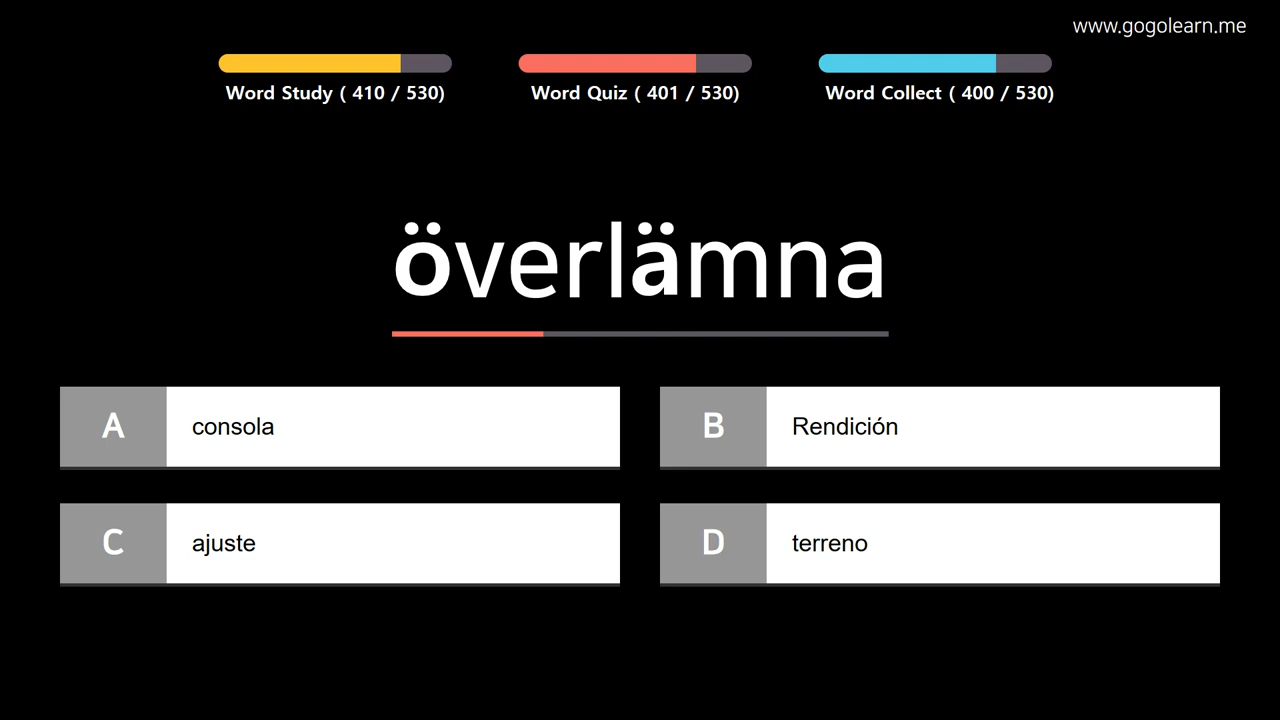 www.gogolearn.me
Word Study ( 410 / 530)
Word Quiz ( 401 / 530)
Word Collect ( 400 / 530)
överlämna
A consola
B Rendición
C ajuste
D terreno